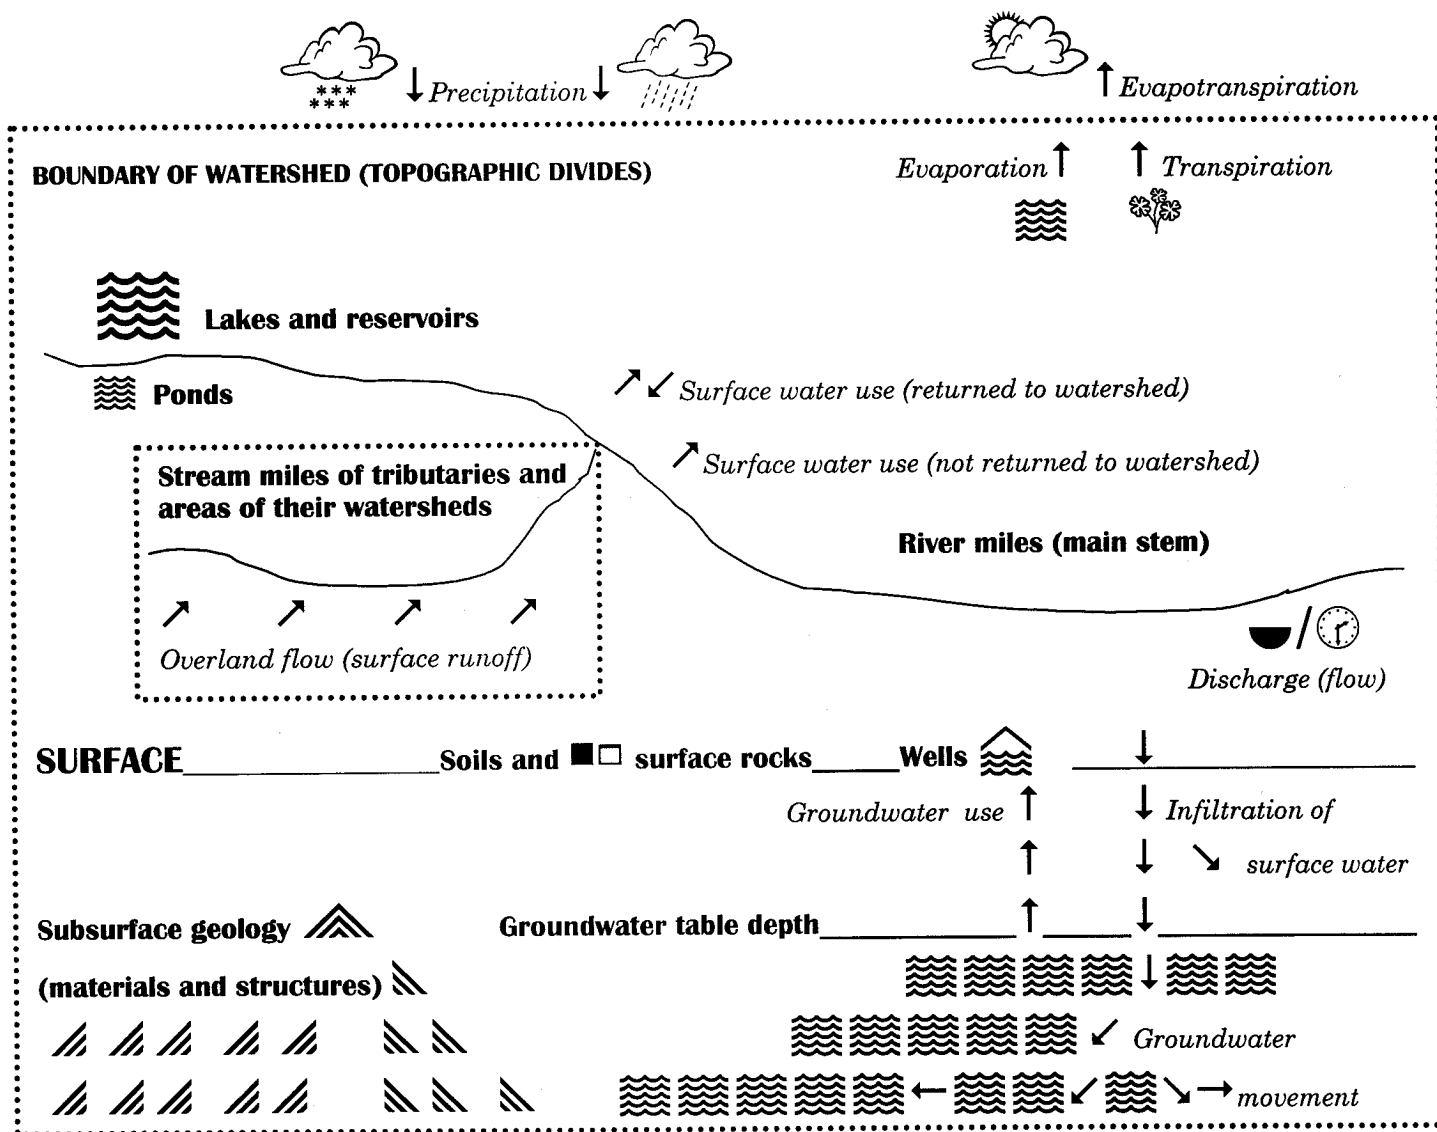 Precipitation
Evapotranspiration
BOUNDARY OF WATERSHED (TOPOGRAPHIC DIVIDES)
Evaporation
Transpiration
Lakes and reservoirs
Ponds
Surface water use (returned to watershed)
Surface water use (not returned to watershed)
Stream miles of tributaries and
areas of their watersheds
River miles (main stem)
Overland flow (surface runoff)
Discharge (flow)
SURFACE Soils and surface rocks Wells
Groundwater use
Infiltration of
surface water
Subsurface geology
Groundwater table depth
(materials and structures)
Groundwater
movement